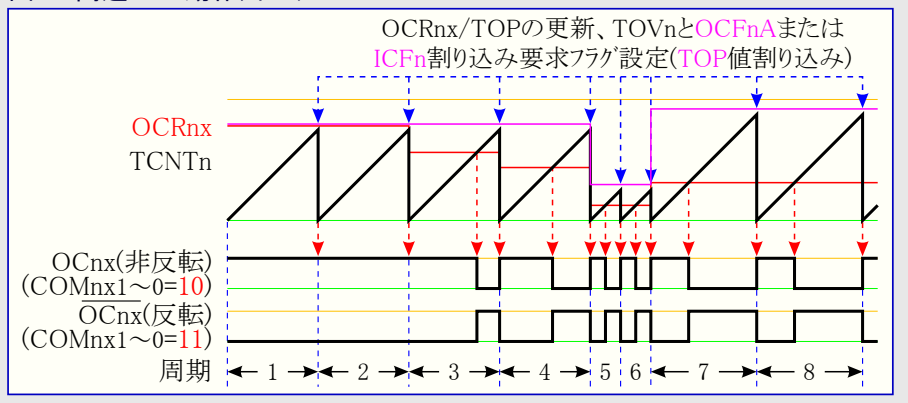 OCRnx/TOPの更新、TOVnとOCFnAまたは
ICFn割り込み要求フラグ設定(TOP値割り込み)
OCRnx
TCNTn
OCnx(非反転)
(COMnx1～0=10)
OCnx(反転)
(COMnx1～0=11)
周期 1 2 3 4 5 6 7 8